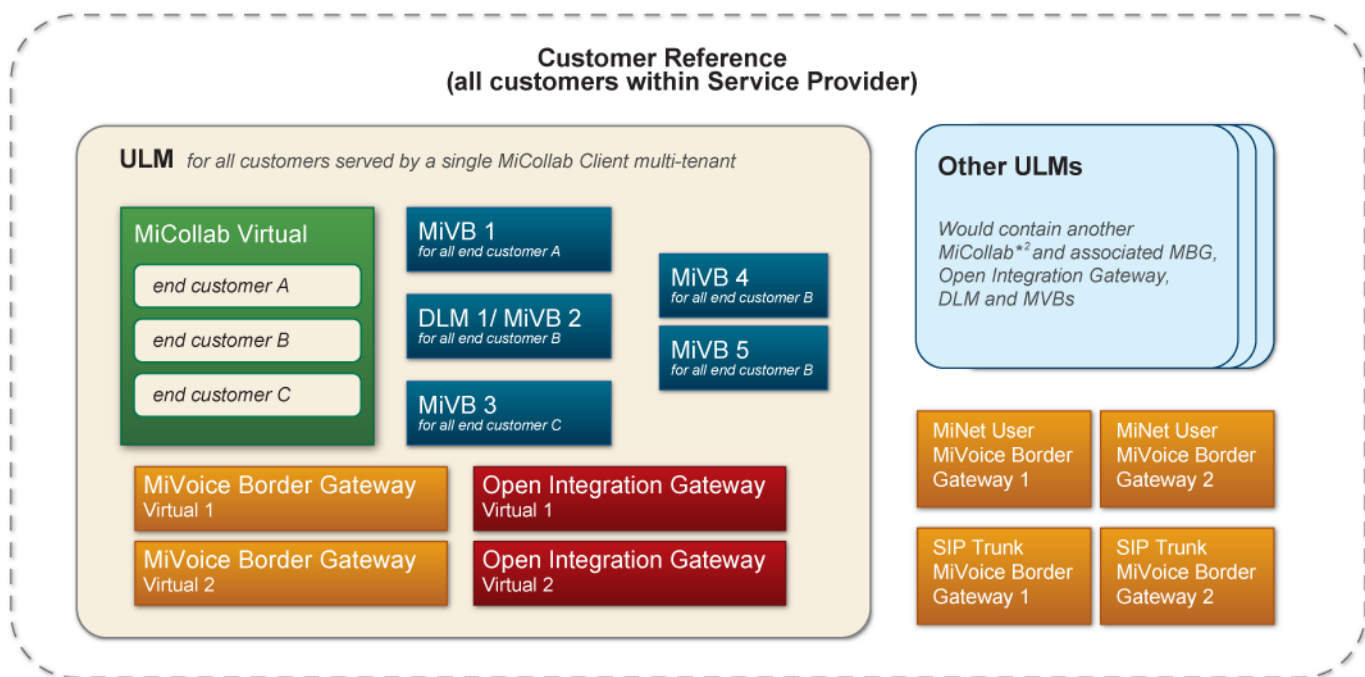 Customer Reference
(all customers within Service Provider)
ULM for all customers served by a single MiCollab Client multi-tenant
MiCollab Virtual
end customer A
end customer B
end customer C
MiVB 1
for all end customer A
DLM 1/ MiVB 2
for all end customer B
MiVB 3
for all end customer C
MiVB 4
for all end customer B
MiVB 5
for all end customer B
MiVoice Border Gateway
Virtual 1
MiVoice Border Gateway
Virtual 2
Open Integration Gateway
Virtual 1
Open Integration Gateway
Virtual 2
Other ULMs
Would contain another
MiCollab*² and associated MBG,
Open Integration Gateway,
DLM and MVBs
MiNet User
MiVoice Border
Gateway 1
MiNet User
MiVoice Border
Gateway 2
SIP Trunk
MiVoice Border
Gateway 1
SIP Trunk
MiVoice Border
Gateway 2